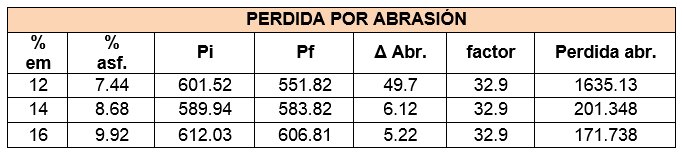 PERDIDA POR ABRASIÓN
% em % asf. Pi Pf Δ Abr. factor Perdida abr.
12 7.44 601.52 551.82 49.7 32.9 1635.13
14 8.68 589.94 583.82 6.12 32.9 201.348
16 9.92 612.03 606.81 5.22 32.9 171.738